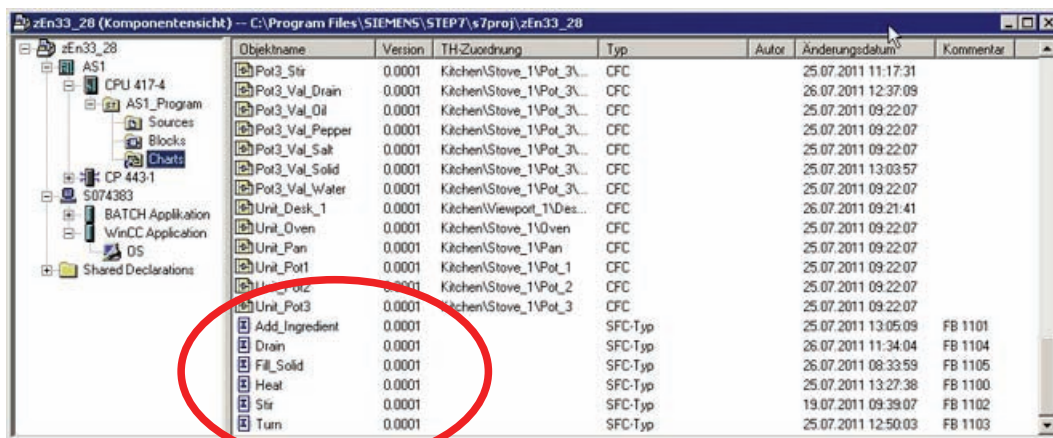 zEn33_28 (Komponentensicht) -- C:\Program Files\SIEMENS\STEP7\s7proj\zEn33_28
zEn33_28
AS1
CPU 417-4
AS1_Program
Sources
Blocks
Charts
CP 443-1
S074383
BATCH Applikation
WinCC Application
OS
Shared Declarations
Objektname Version TH-Zuordnung Typ Autor Änderungsdatum Kommentar
Pot3_Stir 0.0001 Kitchen\Stove_1\Pot_3\... CFC 25.07.2011 11:17:31
Pot3_Val_Drain 0.0001 Kitchen\Stove_1\Pot_3\... CFC 26.07.2011 12:37:09
Pot3_Val_Oil 0.0001 Kitchen\Stove_1\Pot_3\... CFC 25.07.2011 09:22:07
Pot3_Val_Pepper 0.0001 Kitchen\Stove_1\Pot_3\... CFC 25.07.2011 09:22:07
Pot3_Val_Salt 0.0001 Kitchen\Stove_1\Pot_3\... CFC 25.07.2011 09:22:07
Pot3_Val_Solid 0.0001 Kitchen\Stove_1\Pot_3\... CFC 25.07.2011 13:03:57
Pot3_Val_Water 0.0001 Kitchen\Stove_1\Pot_3\... CFC 25.07.2011 09:22:07
Unit_Desk_1 0.0001 Kitchen\Viewport_1\Des... CFC 26.07.2011 09:21:41
Unit_Oven 0.0001 Kitchen\Stove_1\Oven CFC 25.07.2011 09:22:07
Unit_Pan 0.0001 Kitchen\Stove_1\Pan CFC 25.07.2011 09:22:07
Unit_Pot1 0.0001 Kitchen\Stove_1\Pot_1 CFC 25.07.2011 09:22:07
Unit_Pot2 0.0001 Kitchen\Stove_1\Pot_2 CFC 25.07.2011 09:22:07
Unit_Pot3 0.0001 Kitchen\Stove_1\Pot_3 CFC 25.07.2011 09:22:07
Add_Ingredient 0.0001 SFC-Typ 25.07.2011 13:05:09 FB 1101
Drain 0.0001 SFC-Typ 26.07.2011 11:34:04 FB 1104
Fill_Solid 0.0001 SFC-Typ 26.07.2011 08:33:59 FB 1105
Heat 0.0001 SFC-Typ 25.07.2011 13:27:38 FB 1100
Stir 0.0001 SFC-Typ 19.07.2011 09:39:07 FB 1102
Turn 0.0001 SFC-Typ 25.07.2011 12:50:03 FB 1103